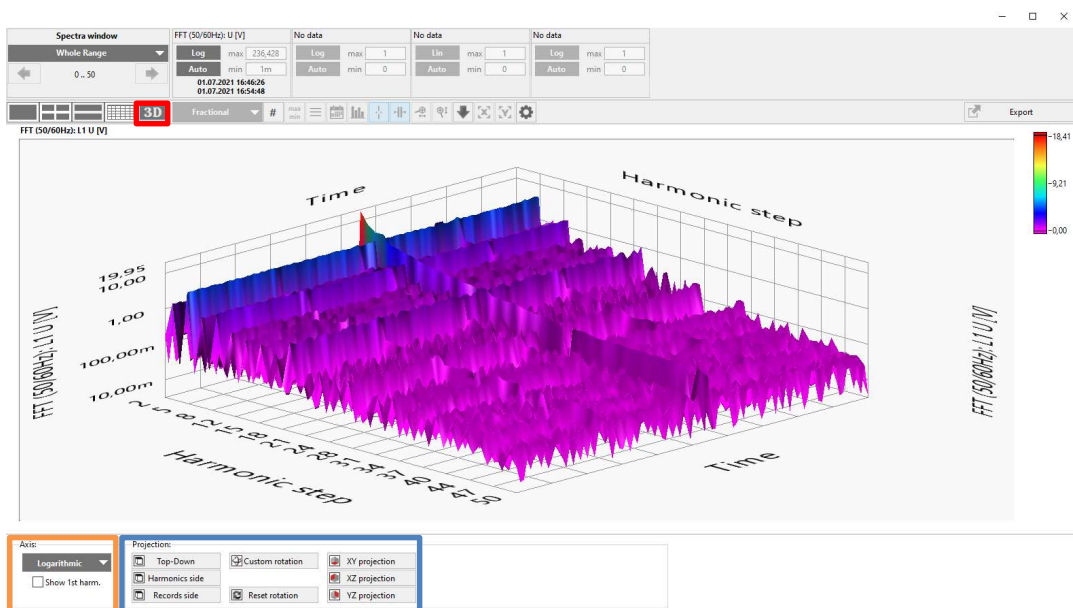 Spectra window
Whole Range
0 .. 50
FFT (50/60Hz): U [V]
Log max 236,428
Auto min 1m
01.07.2021 16:46:26
01.07.2021 16:54:48
No data
Log max 1
Auto min 0
No data
Lin max 1
Auto min 0
No data
Log max 1
Auto min 0
3D
Fractional
#
max
min
Export
FFT (50/60Hz): L1 U [V]
18,41
9,21
0,00
Time
Harmonic step
19,95
10,00
1,00
100,00m
10,00m
FFT (50/60Hz): L1 U [V]
FFT (50/60Hz): L1 U [V]
2
5
8
50
Harmonic step
Time
Axis:
Logarithmic
Show 1st harm.
Projection:
Top-Down
Custom rotation
XY projection
Harmonics side
XZ projection
Records side
Reset rotation
YZ projection